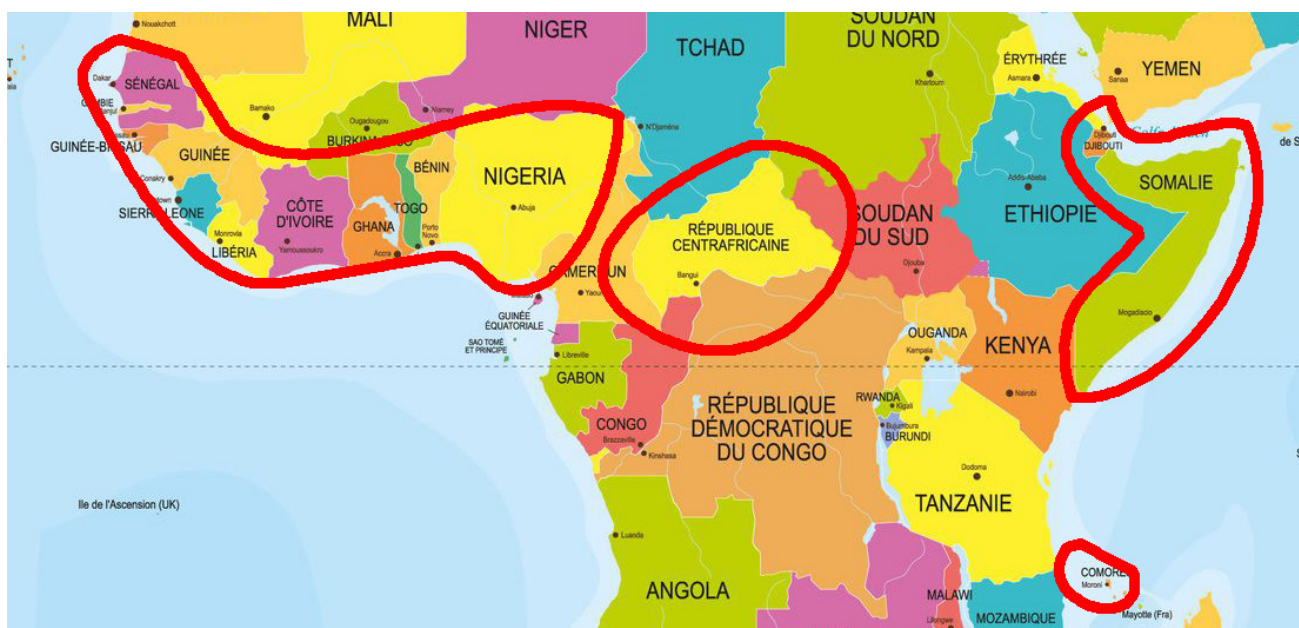 MALI
NIGER
TCHAD
SOUDAN
DU NORD
Nouakchott
Khartoum
ÉRYTHRÉE
Asmara
YEMEN
Sanaa
Dakar
SÉNÉGAL
Bamako
Niamey
Ouagadougou
N'Djaména
Djibouti
DJIBOUTI
GUINÉE-BISSAU
GUINÉE
BÉNIN
NIGERIA
Abuja
Conakry
SIERRA LEONE
CÔTE
D'IVOIRE
Yamoussoukro
GHANA
TOGO
Porto
Novo
Accra
Monrovia
LIBÉRIA
RÉPUBLIQUE
CENTRAFRICAINE
Bangui
SOUDAN
DU SUD
Djouba
Addis-Abeba
ETHIOPIE
SOMALIE
Mogadiscio
CAMEROUN
GUINÉE
ÉQUATORIALE
SAO TOMÉ
ET PRINCIPE
Libreville
GABON
CONGO
Brazzaville
Kinshasa
RÉPUBLIQUE
DÉMOCRATIQUE
DU CONGO
OUGANDA
Kampala
KENYA
Nairobi
RWANDA
Kigali
Bujumbura
BURUNDI
Dodoma
TANZANIE
Ile de l'Ascension (UK)
Luanda
ANGOLA
MALAWI
Lilongwe
MOZAMBIQUE
Moroni
Mayotte (Fra)